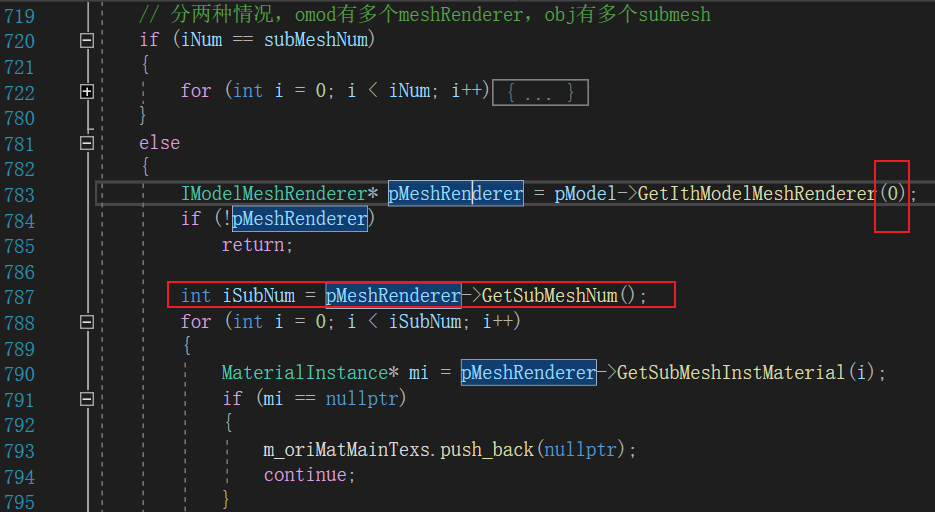 719 // 分两种情况，omod有多个meshRenderer，obj有多个submesh
720 if (iNum == subMeshNum)
721 {
722 for (int i = 0; i < iNum; i++) { ... }
780 }
781 else
782 {
783 IModelMeshRenderer* pMeshRenderer = pModel->GetIthModelMeshRenderer(0);
784 if (!pMeshRenderer)
785 return;
786
787 int iSubNum = pMeshRenderer->GetSubMeshNum();
788 for (int i = 0; i < iSubNum; i++)
789 {
790 MaterialInstance* mi = pMeshRenderer->GetSubMeshInstMaterial(i);
791 if (mi == nullptr)
792 {
793 m_oriMatMainTexs.push_back(nullptr);
794 continue;
795 }